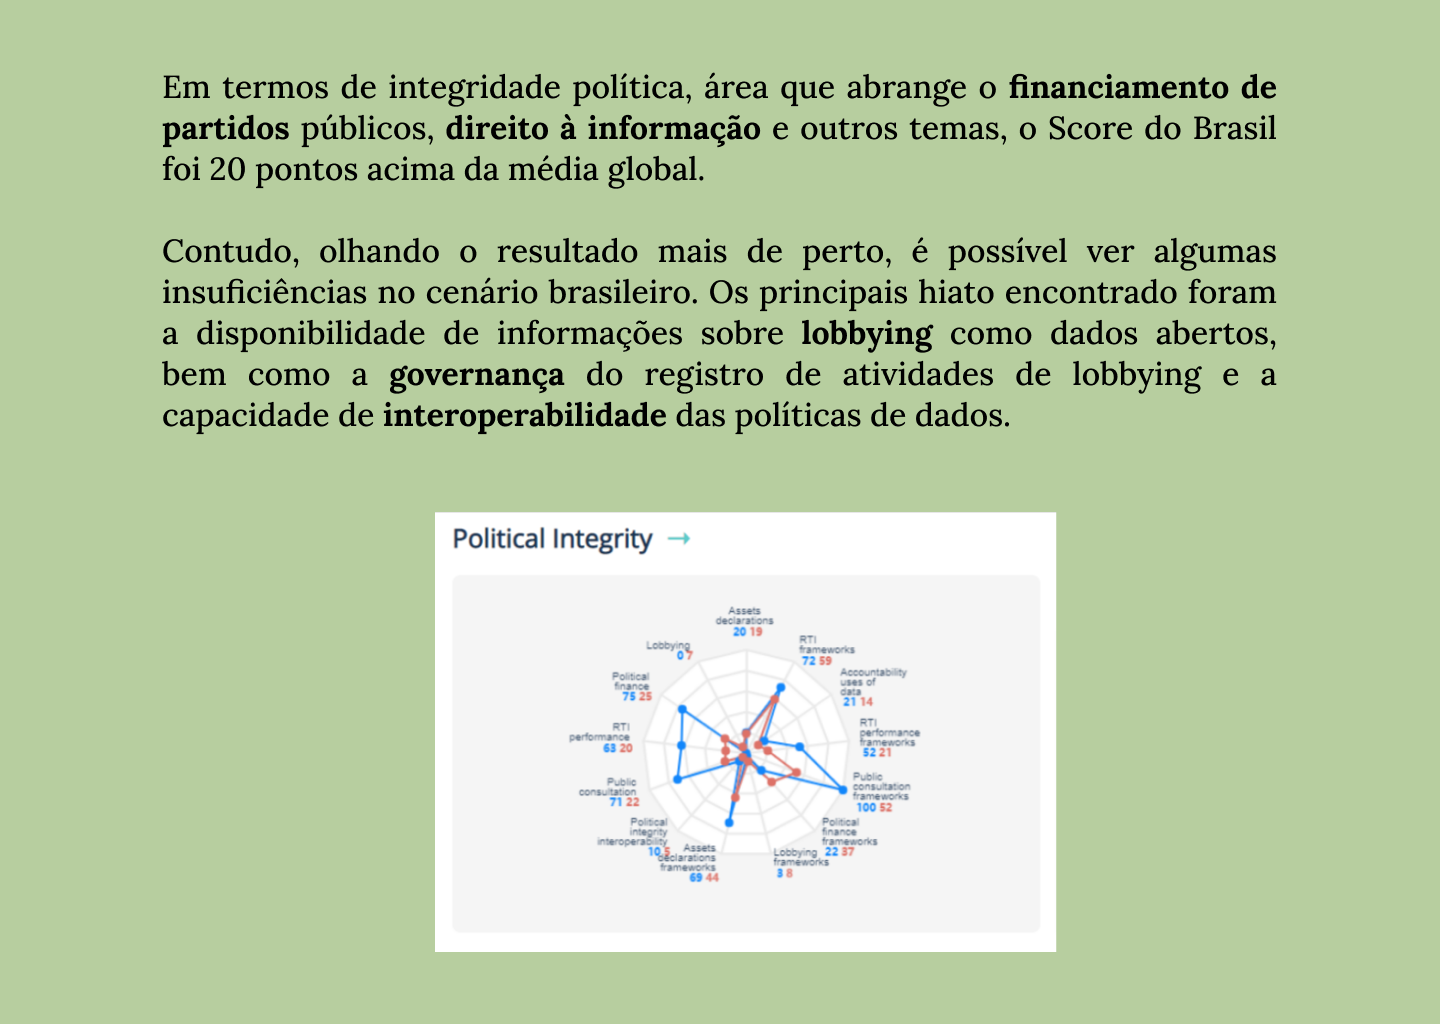 Em termos de integridade política, área que abrange o financiamento de
partidos públicos, direito à informação e outros temas, o Score do Brasil
foi 20 pontos acima da média global.
Contudo, olhando o resultado mais de perto, é possível ver algumas
insuficiências no cenário brasileiro. Os principais hiato encontrado foram
a disponibilidade de informações sobre lobbying como dados abertos,
bem como a governança do registro de atividades de lobbying e a
capacidade de interoperabilidade das políticas de dados.
Political Integrity →
Assets
declarations
20 19
RTI
frameworks
72 59
Accountability
uses of
data
21 14
RTI
performance
frameworks
52 21
Public
consultation
frameworks
100 52
Political
finance
frameworks
22 37
Lobbying
frameworks
3 8
Assets
declarations
frameworks
69 44
Political
integrity
interoperability
10 5
Public
consultation
71 22
RTI
performance
63 20
Political
finance
75 25
Lobbying
0 7